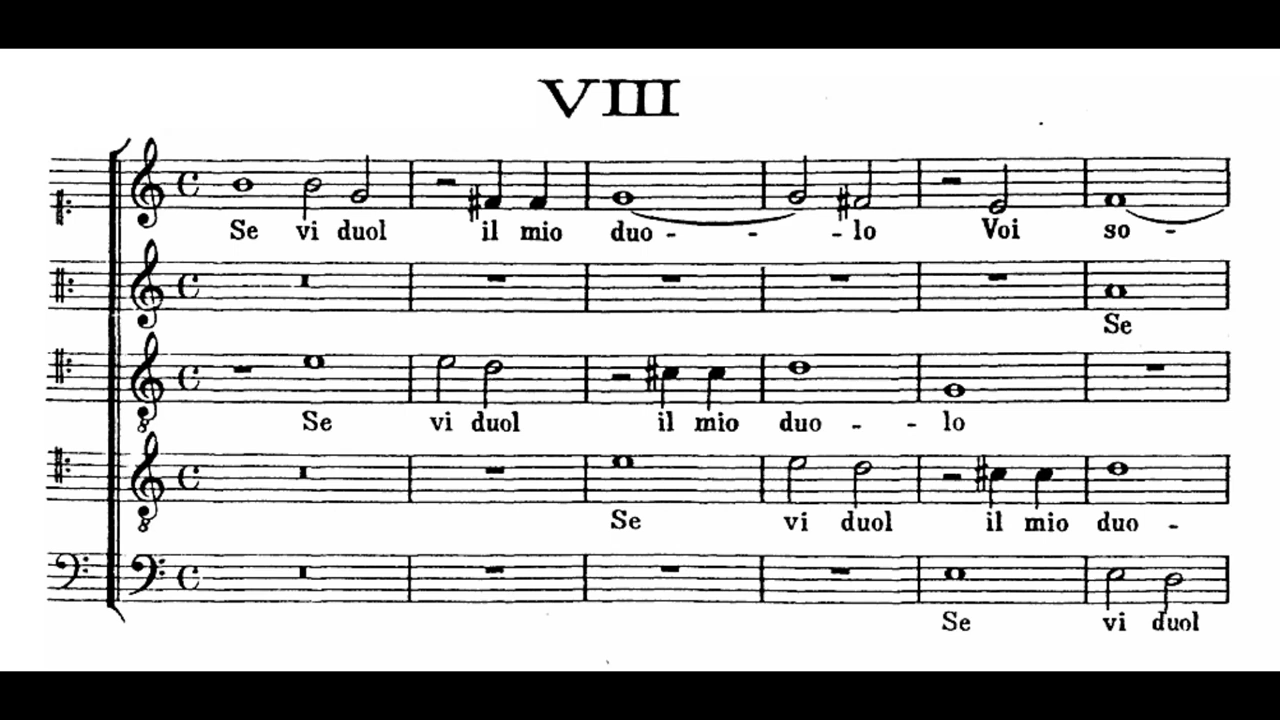 VIII
Se vi duol il mio duo - - - lo Voi so -
Se
Se vi duol il mio duo - - lo
Se vi duol il mio duo -
Se vi duol